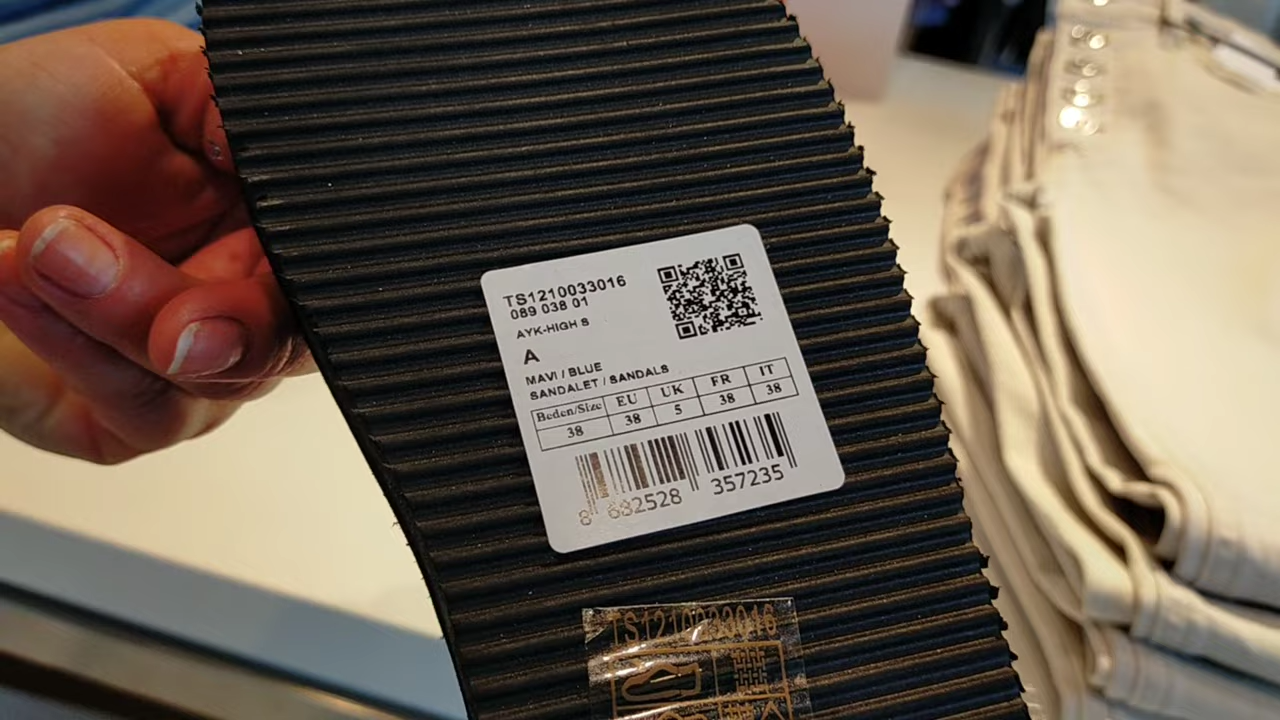 TS1210033016
089 038 01
AYK-HIGH S
A
MAVI / BLUE
SANDALET / SANDALS
Beden/Size EU UK FR IT
38 38 5 38 38
8 682528 357235
TS1210033016